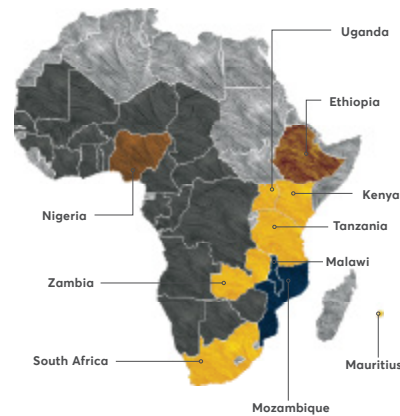 Uganda
Ethiopia
Kenya
Nigeria
Tanzania
Malawi
Zambia
South Africa
Mauritius
Mozambique